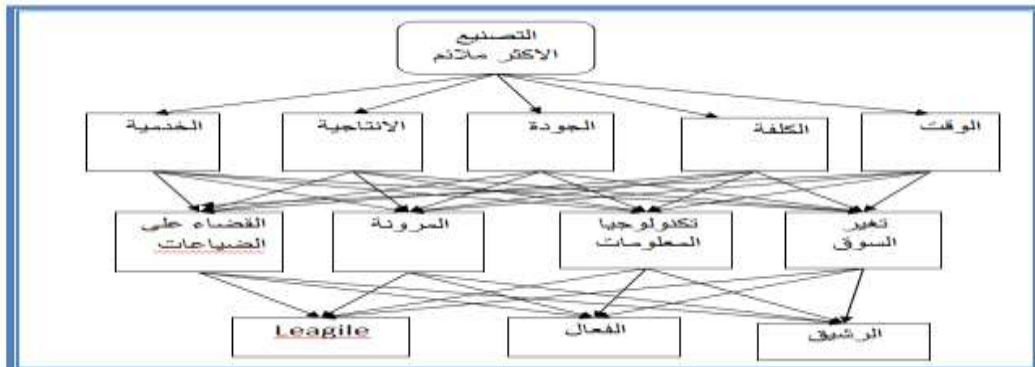 التصنيع
الاكثر ملائم
الوقت
الكلفة
الجودة
الانتاجية
الخدمية
تغير
السوق
تكنولوجيا
المعلومات
المرونة
القضاء على
الضياعات
الرشيق
الفعال
Leagile